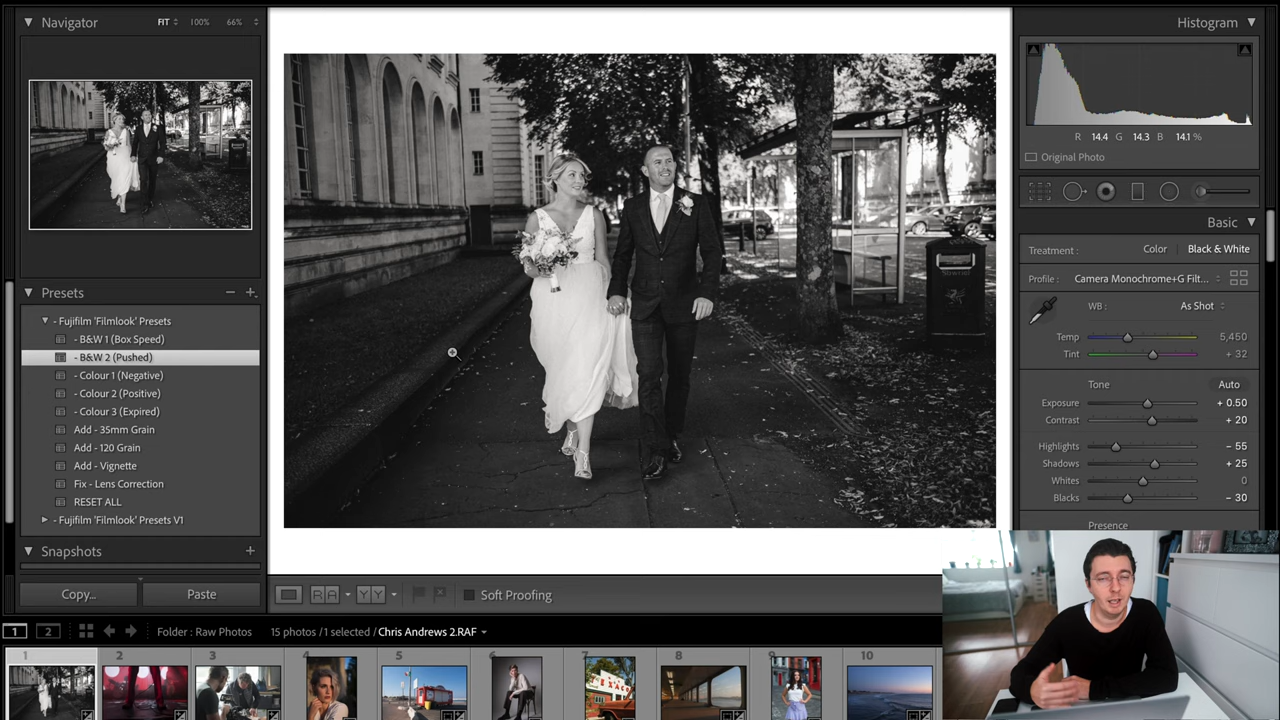 Navigator
FIT 100% 66%
Presets
- Fujifilm 'Filmlook' Presets
- B&W 1 (Box Speed)
- B&W 2 (Pushed)
- Colour 1 (Negative)
- Colour 2 (Positive)
- Colour 3 (Expired)
Add - 35mm Grain
Add - 120 Grain
Add - Vignette
Fix - Lens Correction
RESET ALL
- Fujifilm 'Filmlook' Presets V1
Snapshots
Copy... Paste
R A Y Y Soft Proofing
1 2 Folder : Raw Photos 15 photos / 1 selected / Chris Andrews 2.RAF
1 2 3 4 5 6 7 8 9 10
Histogram
R 14.4 G 14.3 B 14.1 %
Original Photo
Basic
Treatment : Color Black & White
Profile : Camera Monochrome+G Filt...
WB : As Shot
Temp 5,450
Tint + 32
Tone Auto
Exposure + 0.50
Contrast + 20
Highlights − 55
Shadows + 25
Whites 0
Blacks − 30
Presence